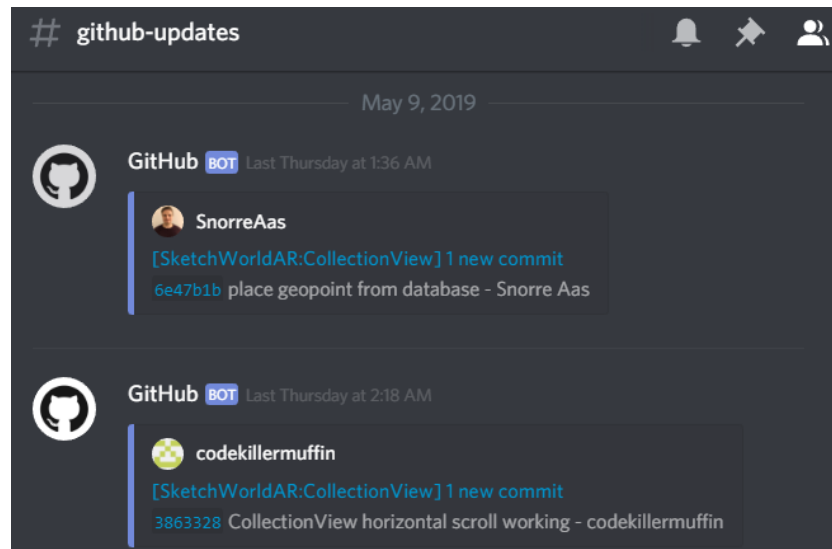 # github-updates
May 9, 2019
GitHub BOT Last Thursday at 1:36 AM
SnorreAas
[SketchWorldAR:CollectionView] 1 new commit
6e47b1b place geopoint from database - Snorre Aas
GitHub BOT Last Thursday at 2:18 AM
codekillermuffin
[SketchWorldAR:CollectionView] 1 new commit
3863328 CollectionView horizontal scroll working - codekillermuffin